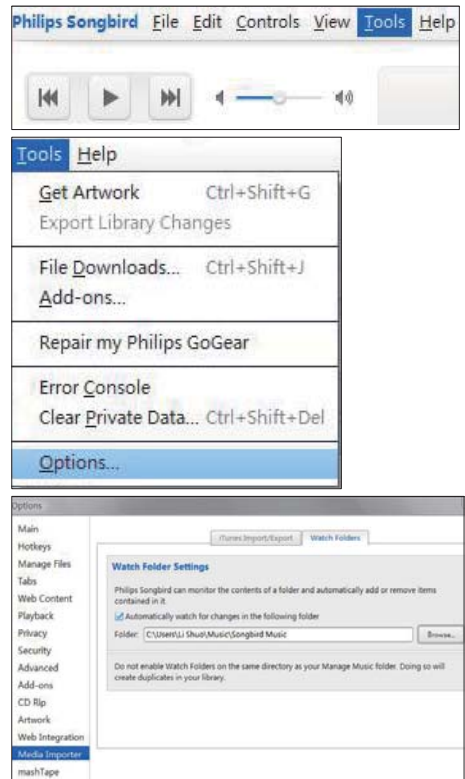 Philips Songbird File Edit Controls View Tools Help
Tools Help
Get Artwork Ctrl+Shift+G
Export Library Changes
File Downloads... Ctrl+Shift+J
Add-ons...
Repair my Philips GoGear
Error Console
Clear Private Data... Ctrl+Shift+Del
Options...
Options
Main
Hotkeys
Manage Files
Tabs
Web Content
Playback
Privacy
Security
Advanced
Add-ons
CD Rip
Artwork
Web Integration
Media Importer
mashTape
iTunes Import/Export Watch Folders
Watch Folder Settings
Philips Songbird can monitor the contents of a folder and automatically add or remove items
contained in it.
Automatically watch for changes in the following folder
Folder: C:\Users\Li Shuo\Music\Songbird Music Browse...
Do not enable Watch Folders on the same directory as your Manage Music folder. Doing so will
create duplicates in your library.